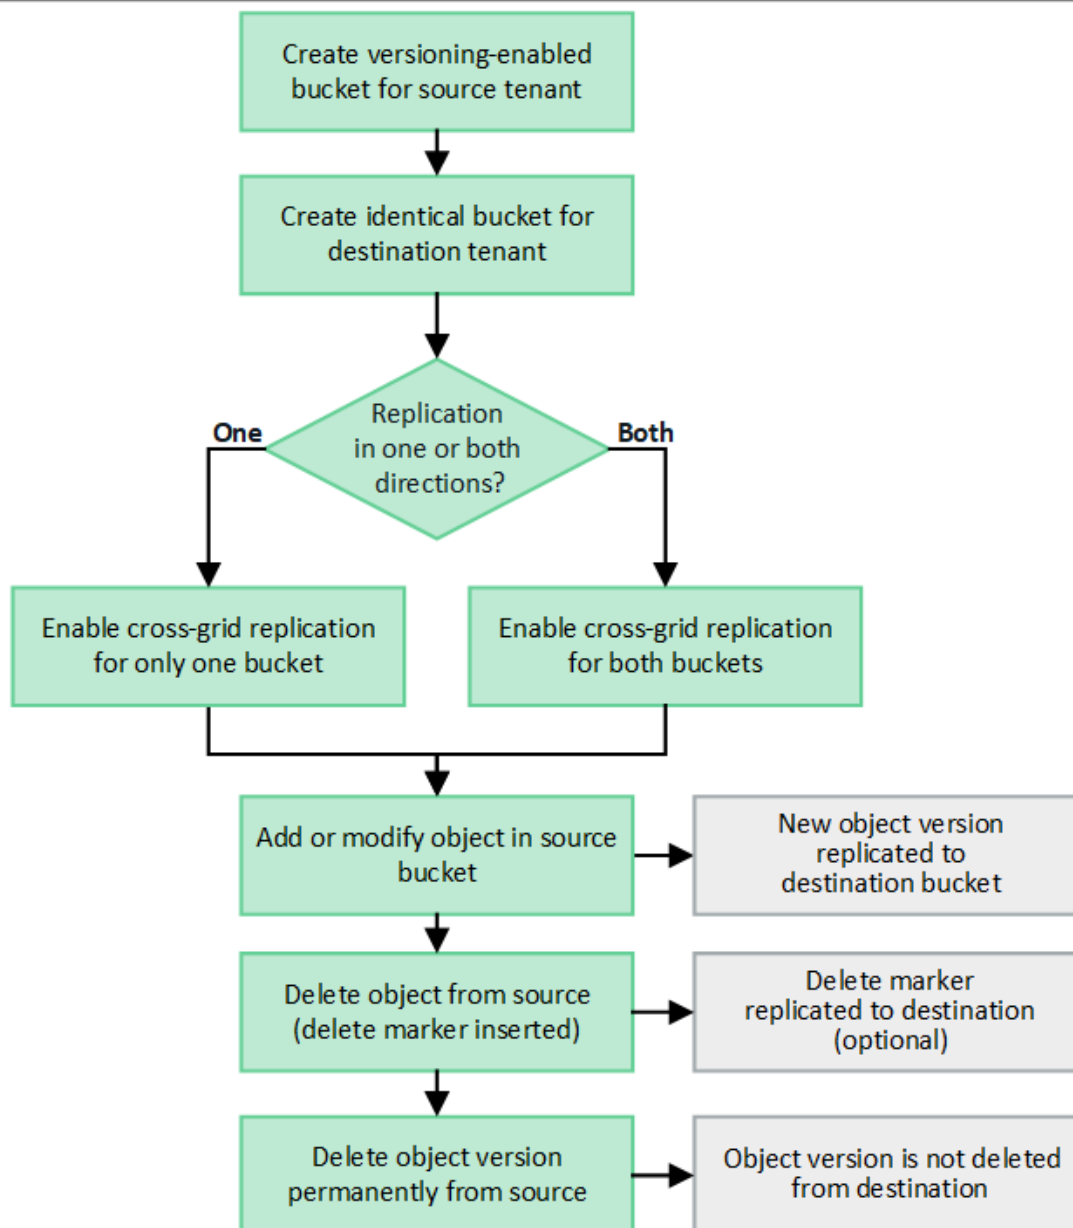 Create versioning-enabled
bucket for source tenant
Create identical bucket for
destination tenant
Replication
in one or both
directions?
One
Both
Enable cross-grid replication
for only one bucket
Enable cross-grid replication
for both buckets
Add or modify object in source
bucket
New object version
replicated to
destination bucket
Delete object from source
(delete marker inserted)
Delete marker
replicated to destination
(optional)
Delete object version
permanently from source
Object version is not deleted
from destination